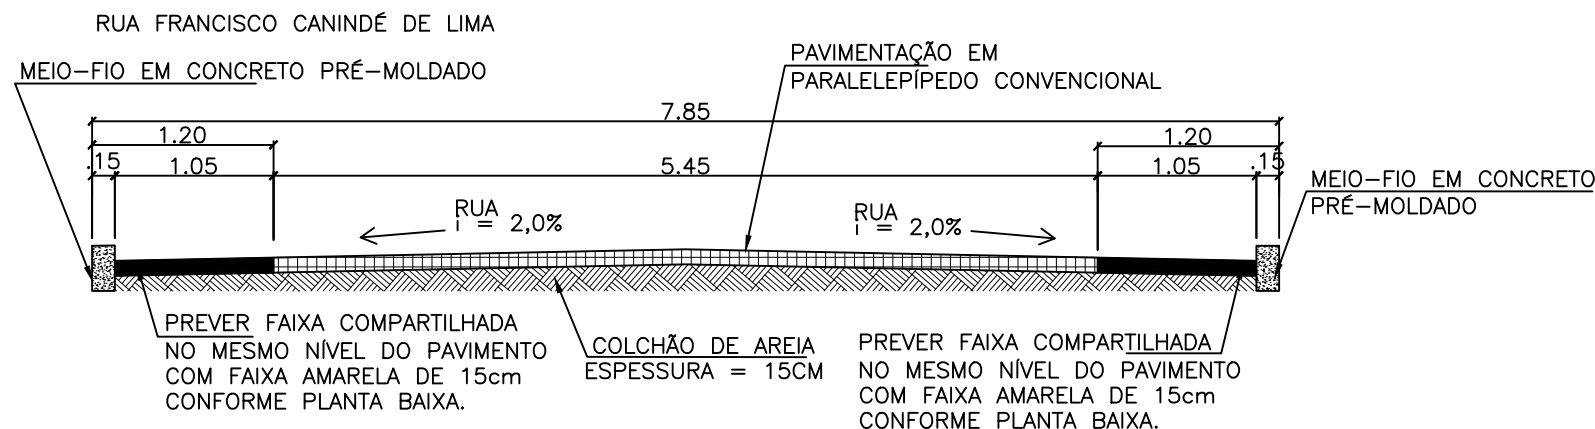 RUA FRANCISCO CANINDÉ DE LIMA
MEIO-FIO EM CONCRETO PRÉ-MOLDADO
PAVIMENTAÇÃO EM
PARALELEPÍPEDO CONVENCIONAL
7.85
1.20
1.20
.15
1.05
5.45
1.05
.15
MEIO-FIO EM CONCRETO
PRÉ-MOLDADO
RUA
i = 2,0%
RUA
i = 2,0%
PREVER FAIXA COMPARTILHADA
NO MESMO NÍVEL DO PAVIMENTO
COM FAIXA AMARELA DE 15cm
CONFORME PLANTA BAIXA.
COLCHÃO DE AREIA
ESPESSURA = 15CM
PREVER FAIXA COMPARTILHADA
NO MESMO NÍVEL DO PAVIMENTO
COM FAIXA AMARELA DE 15cm
CONFORME PLANTA BAIXA.